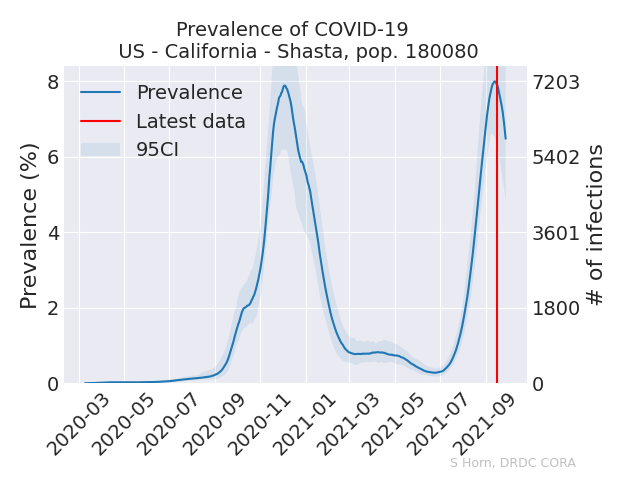 Prevalence of COVID-19
US - California - Shasta, pop. 180080
Prevalence
Latest data
95CI
Prevalence (%)
8
6
4
2
0
7203
5402
3601
1800
0
# of infections
2020-03
2020-05
2020-07
2020-09
2020-11
2021-01
2021-03
2021-05
2021-07
2021-09
S Horn, DRDC CORA